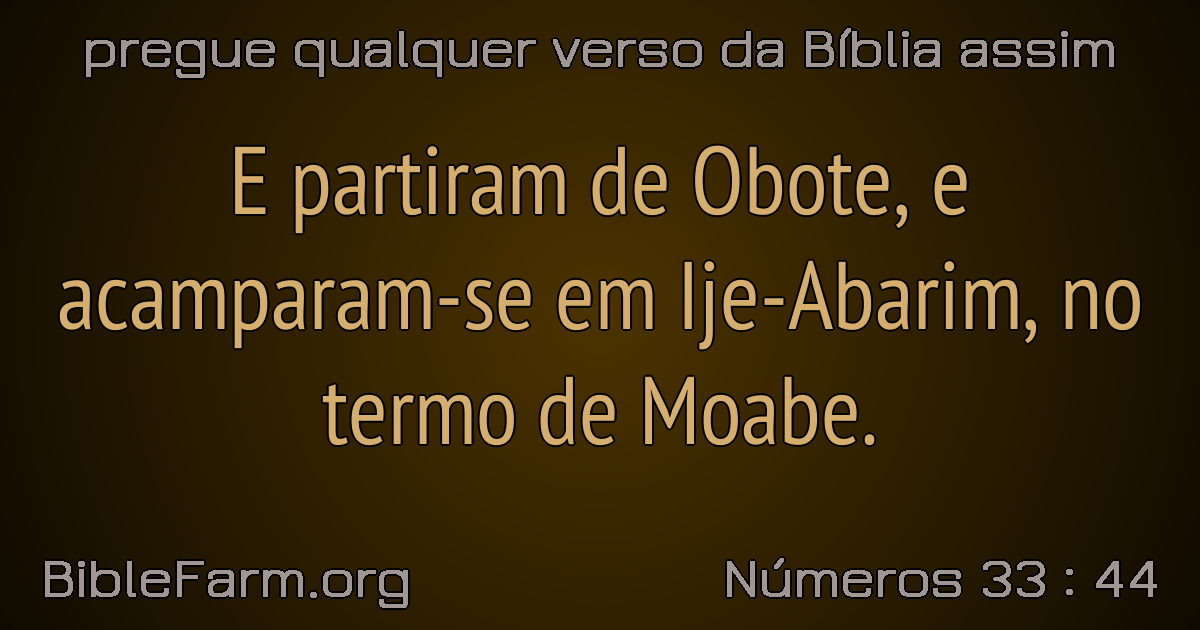 pregue qualquer verso da Bíblia assim
E partiram de Obote, e
acamparam-se em Ije-Abarim, no
termo de Moabe.
BibleFarm.org
Números 33 : 44